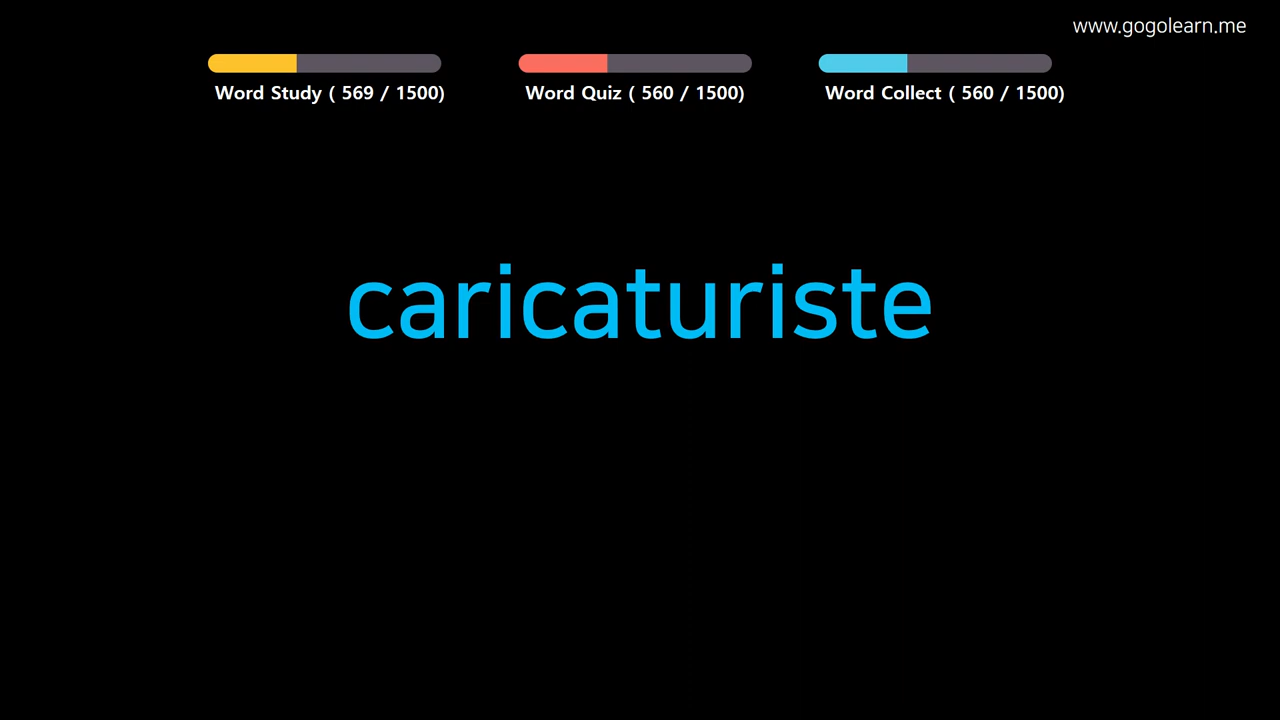 www.gogolearn.me
Word Study ( 569 / 1500)
Word Quiz ( 560 / 1500)
Word Collect ( 560 / 1500)
caricaturiste